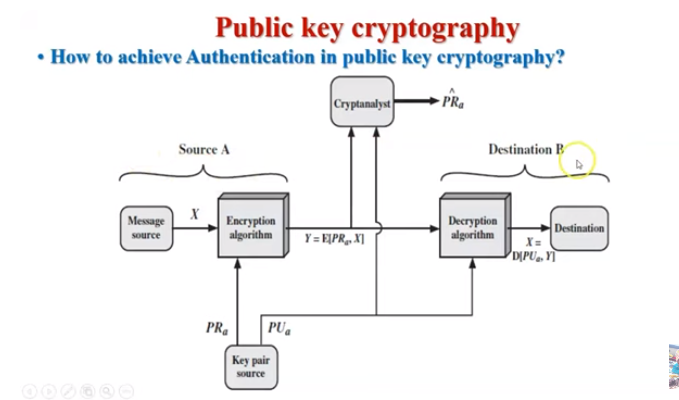 Public key cryptography
• How to achieve Authentication in public key cryptography?
Cryptanalyst
P̂Rₐ
Source A
Destination B
Message
source
X
Encryption
algorithm
Y = E[PRₐ, X]
Decryption
algorithm
X =
D[PUₐ, Y]
Destination
PRₐ
PUₐ
Key pair
source